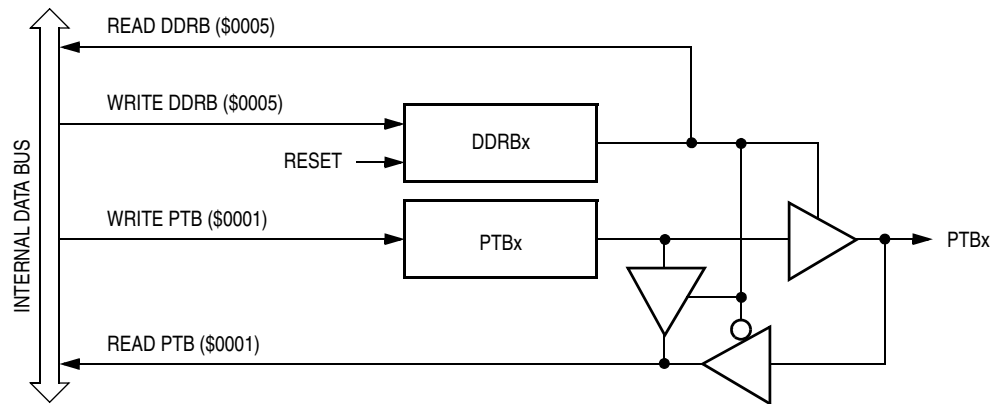 READ DDRB ($0005)
WRITE DDRB ($0005)
DDRBx
RESET
WRITE PTB ($0001)
PTBx
PTBx
READ PTB ($0001)
INTERNAL DATA BUS